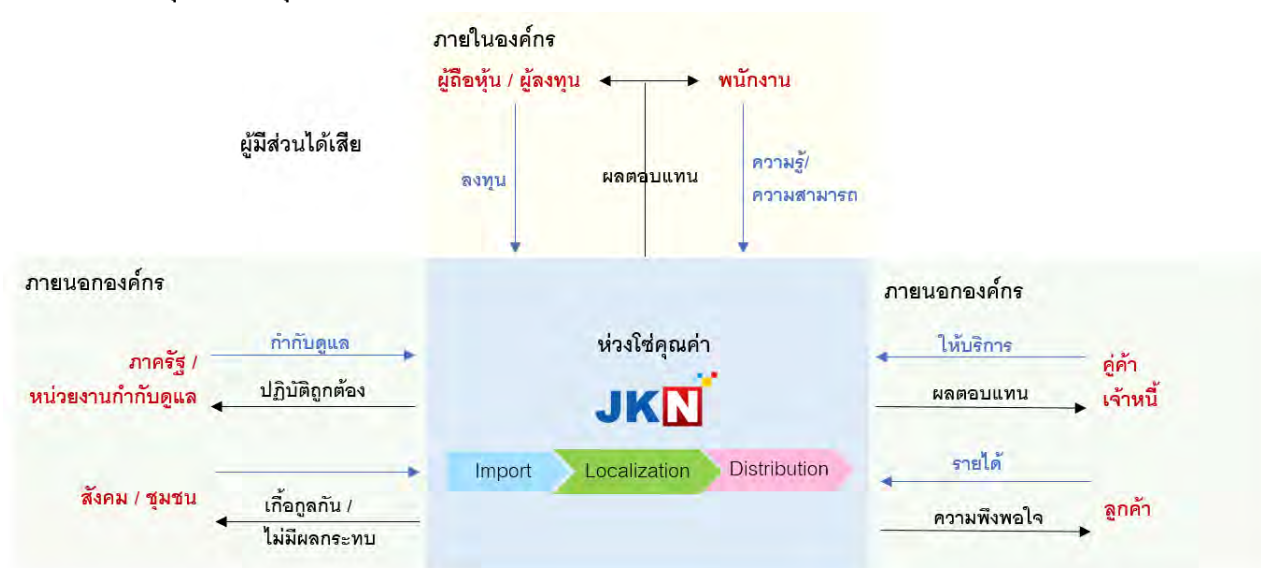 ภายในองค์กร
ผู้ถือหุ้น / ผู้ลงทุน
พนักงาน
ผู้มีส่วนได้เสีย
ลงทุน
ผลตอบแทน
ความรู้/
ความสามารถ
ภายนอกองค์กร
กำกับดูแล
ภาครัฐ /
หน่วยงานกำกับดูแล
ปฏิบัติถูกต้อง
สังคม / ชุมชน
เกื้อกูลกัน /
ไม่มีผลกระทบ
ห่วงโซ่คุณค่า
JKN
Import
Localization
Distribution
ภายนอกองค์กร
ให้บริการ
คู่ค้า
เจ้าหนี้
ผลตอบแทน
รายได้
ลูกค้า
ความพึงพอใจ